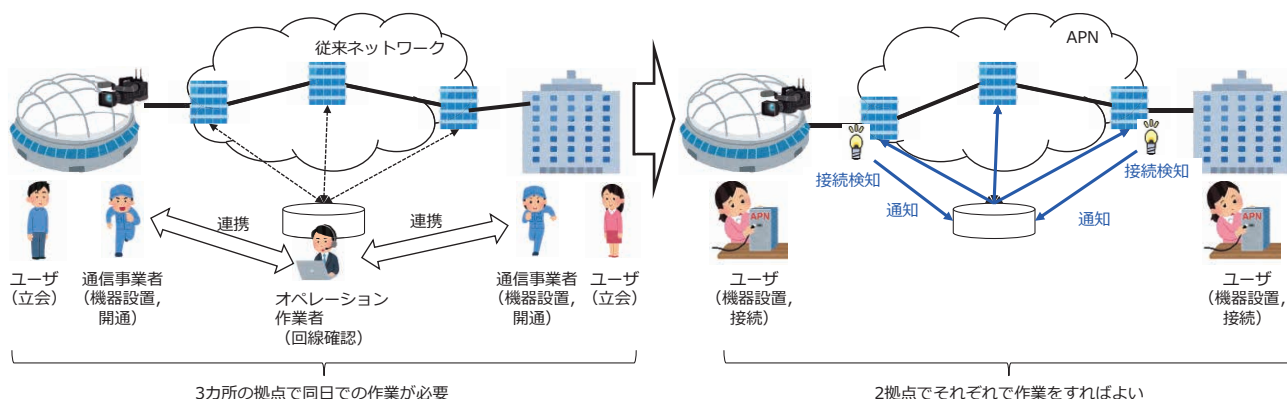 従来ネットワーク
連携
連携
ユーザ
（立会）
通信事業者
（機器設置,
開通）
オペレーション
作業者
（回線確認）
通信事業者
（機器設置,
開通）
ユーザ
（立会）
3カ所の拠点で同日での作業が必要
APN
接続検知
接続検知
通知
通知
APN
APN
ユーザ
（機器設置,
接続）
ユーザ
（機器設置,
接続）
2拠点でそれぞれで作業をすればよい